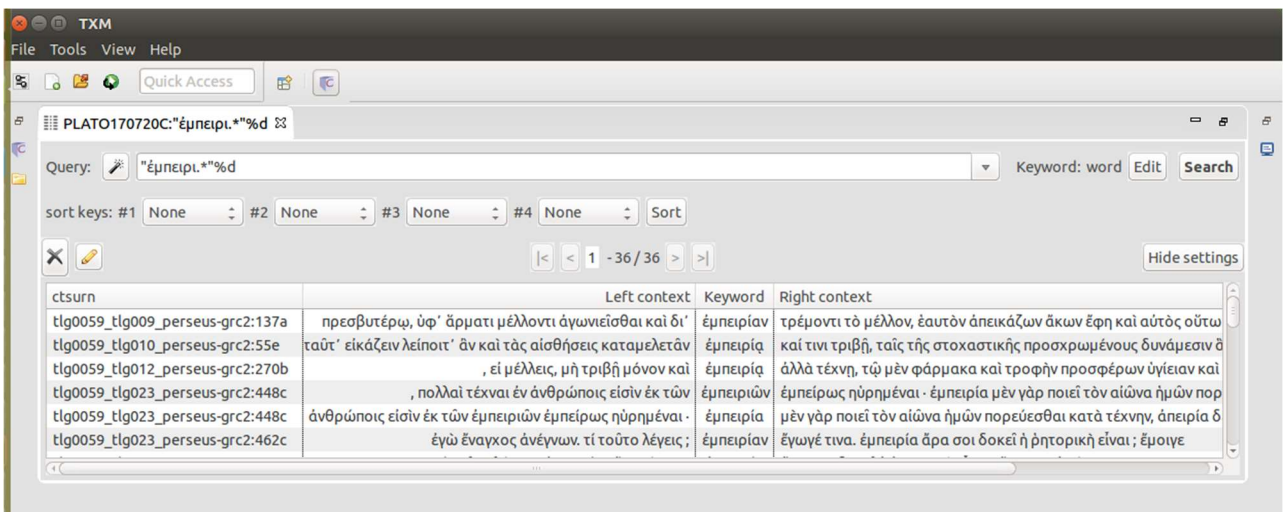 TXM
File Tools View Help
Quick Access
PLATO170720C:"ἐμπειρι.*"%d
Query: "ἐμπειρι.*"%d Keyword: word Edit Search
sort keys: #1 None #2 None #3 None #4 None Sort
|< < 1 - 36 / 36 > >| Hide settings
ctsurn Left context Keyword Right context
tlg0059_tlg009_perseus-grc2:137a πρεσβυτέρῳ, ὑφ’ ἅρματι μέλλοντι ἀγωνιεῖσθαι καὶ δι’ ἐμπειρίαν τρέμοντι τὸ μέλλον, ἑαυτὸν ἀπεικάζων ἄκων ἔφη καὶ αὐτὸς οὕτω
tlg0059_tlg010_perseus-grc2:55e ταῦτ’ εἰκάζειν λείποιτ’ ἂν καὶ τὰς αἰσθήσεις καταμελετᾶν ἐμπειρίᾳ καί τινι τριβῇ, ταῖς τῆς στοχαστικῆς προσχρωμένους δυνάμεσιν ἃ
tlg0059_tlg012_perseus-grc2:270b , εἰ μέλλεις, μὴ τριβῇ μόνον καὶ ἐμπειρίᾳ ἀλλὰ τέχνῃ, τῷ μὲν φάρμακα καὶ τροφὴν προσφέρων ὑγίειαν καὶ
tlg0059_tlg023_perseus-grc2:448c , πολλαὶ τέχναι ἐν ἀνθρώποις εἰσὶν ἐκ τῶν ἐμπειριῶν ἐμπείρως ηὑρημέναι · ἐμπειρία μὲν γὰρ ποιεῖ τὸν αἰῶνα ἡμῶν πορ
tlg0059_tlg023_perseus-grc2:448c ἀνθρώποις εἰσὶν ἐκ τῶν ἐμπειριῶν ἐμπείρως ηὑρημέναι · ἐμπειρία μὲν γὰρ ποιεῖ τὸν αἰῶνα ἡμῶν πορεύεσθαι κατὰ τέχνην, ἀπειρία δ
tlg0059_tlg023_perseus-grc2:462c ἐγὼ ἔναγχος ἀνέγνων. τί τοῦτο λέγεις ; ἐμπειρίαν ἔγωγέ τινα. ἐμπειρία ἄρα σοι δοκεῖ ἡ ῥητορικὴ εἶναι ; ἔμοιγε